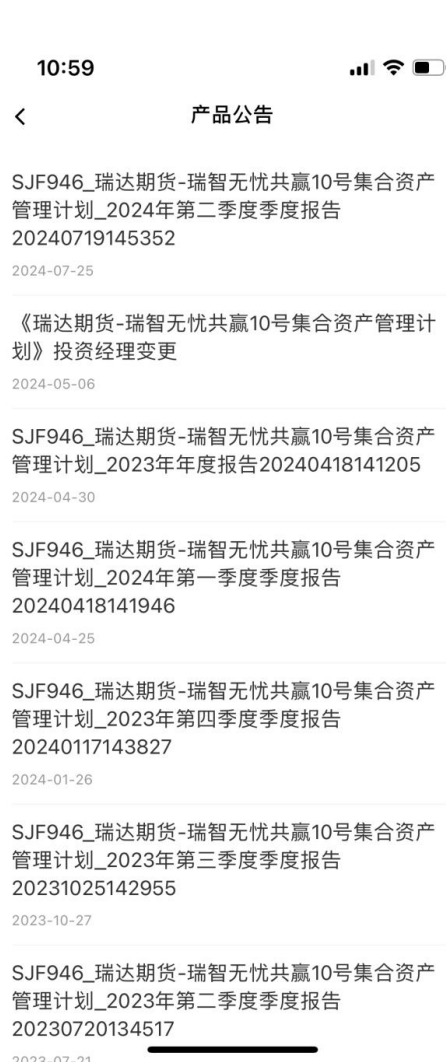 10:59
产品公告
SJF946_瑞达期货-瑞智无忧共赢10号集合资产
管理计划_2024年第二季度季度报告
20240719145352
2024-07-25
《瑞达期货-瑞智无忧共赢10号集合资产管理计
划》投资经理变更
2024-05-06
SJF946_瑞达期货-瑞智无忧共赢10号集合资产
管理计划_2023年年度报告20240418141205
2024-04-30
SJF946_瑞达期货-瑞智无忧共赢10号集合资产
管理计划_2024年第一季度季度报告
20240418141946
2024-04-25
SJF946_瑞达期货-瑞智无忧共赢10号集合资产
管理计划_2023年第四季度季度报告
20240117143827
2024-01-26
SJF946_瑞达期货-瑞智无忧共赢10号集合资产
管理计划_2023年第三季度季度报告
20231025142955
2023-10-27
SJF946_瑞达期货-瑞智无忧共赢10号集合资产
管理计划_2023年第二季度季度报告
20230720134517
2023-07-21